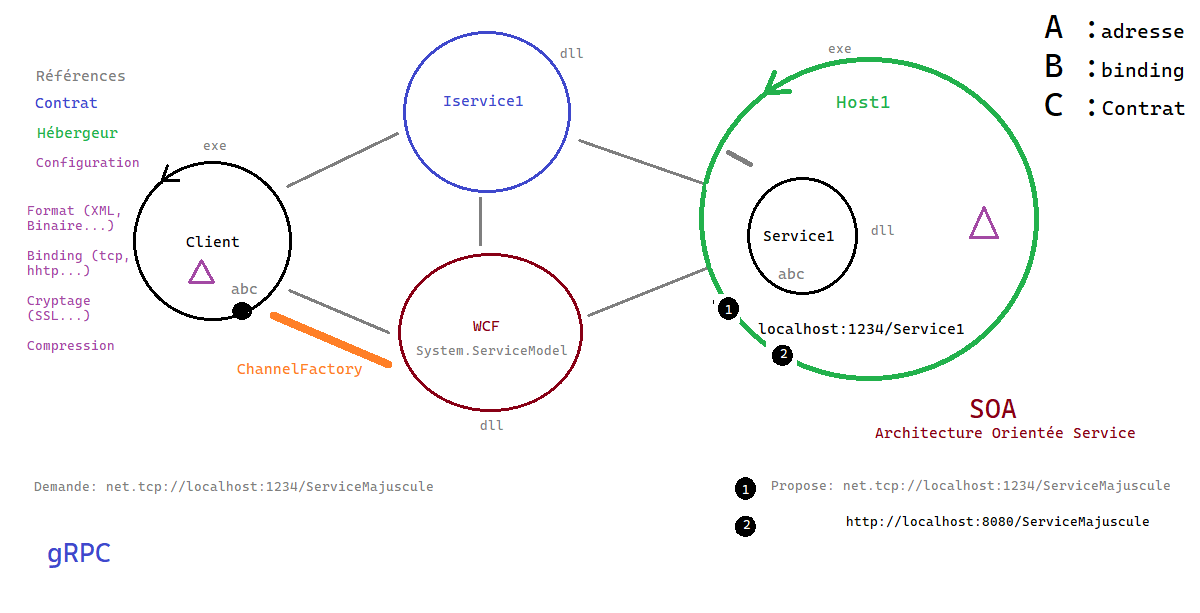 A : adresse
B : binding
C : Contrat
Références
Contrat
Hébergeur
Configuration
Format (XML,
Binaire...)
Binding (tcp,
hhtp...)
Cryptage
(SSL...)
Compression
exe
Client
abc
ChannelFactory
dll
Iservice1
WCF
System.ServiceModel
dll
exe
Host1
Service1
abc
dll
1
localhost:1234/Service1
2
SOA
Architecture Orientée Service
Demande: net.tcp://localhost:1234/ServiceMajuscule
1 Propose: net.tcp://localhost:1234/ServiceMajuscule
2 http://localhost:8080/ServiceMajuscule
gRPC